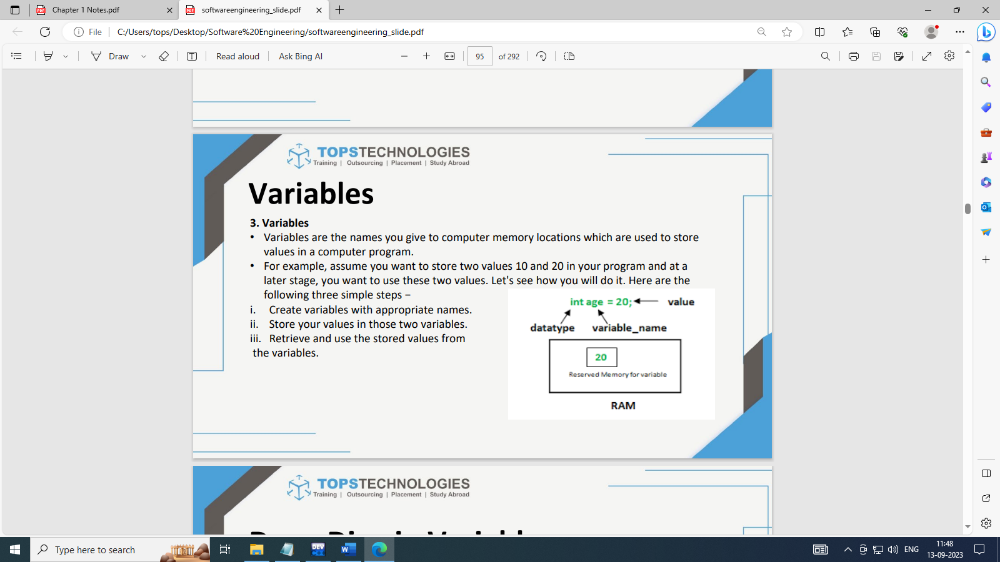 Chapter 1 Notes.pdf
softwareengineering_slide.pdf
File
C:/Users/tops/Desktop/Software%20Engineering/softwareengineering_slide.pdf
Draw
Read aloud
Ask Bing AI
95
of 292
TOPSTECHNOLOGIES
Training | Outsourcing | Placement | Study Abroad
Variables
3. Variables
• Variables are the names you give to computer memory locations which are used to store
values in a computer program.
• For example, assume you want to store two values 10 and 20 in your program and at a
later stage, you want to use these two values. Let's see how you will do it. Here are the
following three simple steps −
i. Create variables with appropriate names.
ii. Store your values in those two variables.
iii. Retrieve and use the stored values from
the variables.
int age = 20;
value
datatype
variable_name
20
Reserved Memory for variable
RAM
TOPSTECHNOLOGIES
Training | Outsourcing | Placement | Study Abroad
Type here to search
DEV
ENG
11:48
13-09-2023